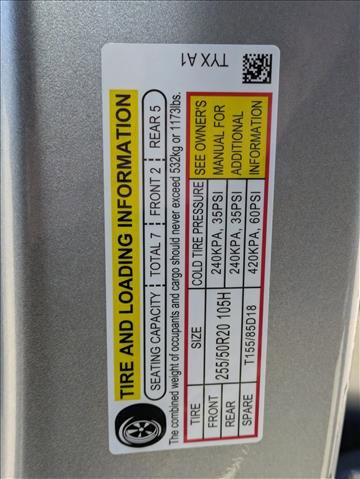 TYX A1
TIRE AND LOADING INFORMATION
SEATING CAPACITY | TOTAL 7 | FRONT 2 | REAR 5
The combined weight of occupants and cargo should never exceed 532kg or 1173lbs.
TIRE SIZE COLD TIRE PRESSURE SEE OWNER'S
FRONT 255/50R20 105H 240KPA, 35PSI MANUAL FOR
REAR 240KPA, 35PSI ADDITIONAL
SPARE T155/85D18 420KPA, 60PSI INFORMATION